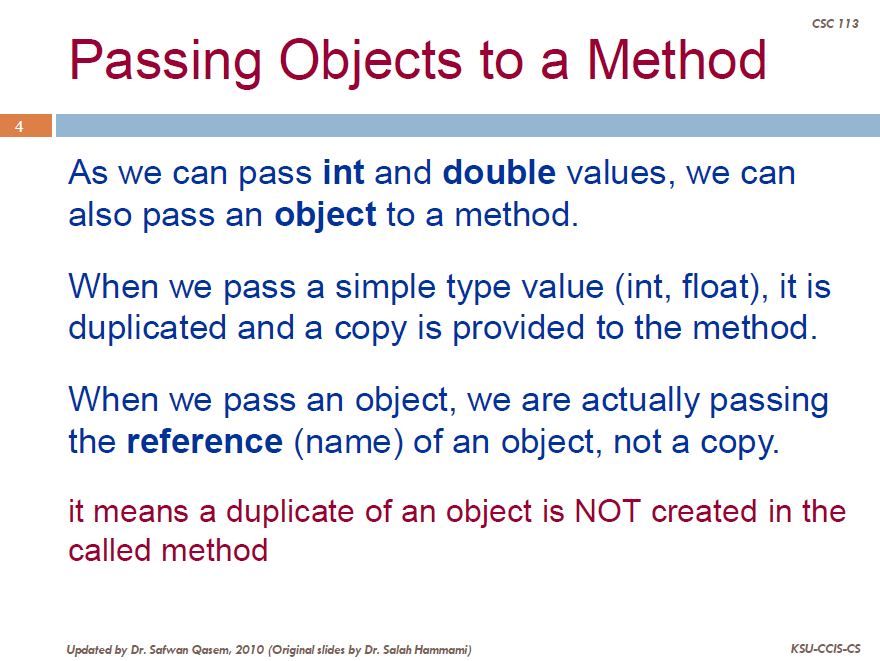 CSC 113
Passing Objects to a Method
4
As we can pass int and double values, we can
also pass an object to a method.
When we pass a simple type value (int, float), it is
duplicated and a copy is provided to the method.
When we pass an object, we are actually passing
the reference (name) of an object, not a copy.
it means a duplicate of an object is NOT created in the
called method
Updated by Dr. Safwan Qasem, 2010 (Original slides by Dr. Salah Hammami)
KSU-CCIS-CS